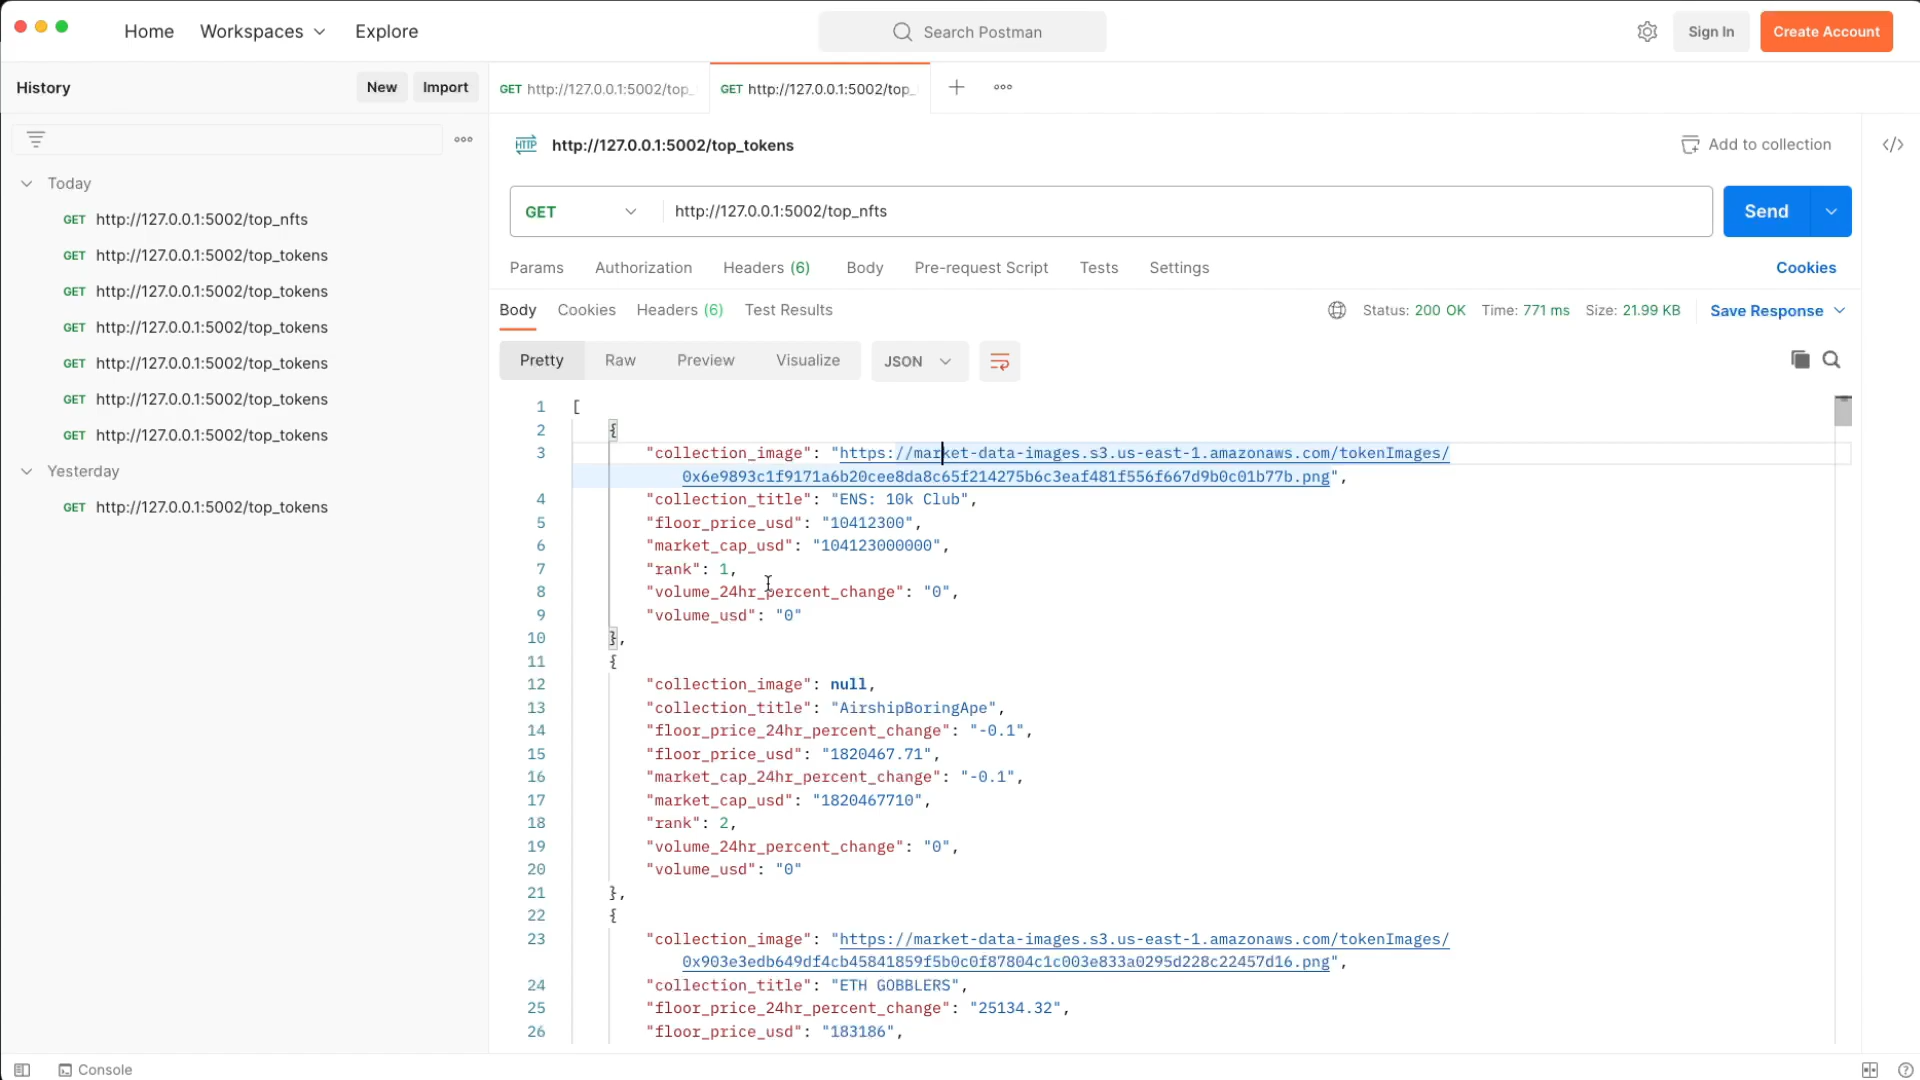 Home
Workspaces
Explore
Search Postman
Sign In
Create Account
History
New
Import
GET http://127.0.0.1:5002/top_
GET http://127.0.0.1:5002/top_
HTTP http://127.0.0.1:5002/top_tokens
Add to collection
Today
GET http://127.0.0.1:5002/top_nfts
GET http://127.0.0.1:5002/top_tokens
GET http://127.0.0.1:5002/top_tokens
GET http://127.0.0.1:5002/top_tokens
GET http://127.0.0.1:5002/top_tokens
GET http://127.0.0.1:5002/top_tokens
GET http://127.0.0.1:5002/top_tokens
Yesterday
GET http://127.0.0.1:5002/top_tokens
GET http://127.0.0.1:5002/top_nfts
Send
Params Authorization Headers (6) Body Pre-request Script Tests Settings Cookies
Body Cookies Headers (6) Test Results Status: 200 OK Time: 771 ms Size: 21.99 KB Save Response
Pretty Raw Preview Visualize JSON
1 [
2 {
3 "collection_image": "https://market-data-images.s3.us-east-1.amazonaws.com/tokenImages/
0x6e9893c1f9171a6b20cee8da8c65f214275b6c3eaf481f556f667d9b0c01b77b.png",
4 "collection_title": "ENS: 10k Club",
5 "floor_price_usd": "10412300",
6 "market_cap_usd": "104123000000",
7 "rank": 1,
8 "volume_24hr_percent_change": "0",
9 "volume_usd": "0"
10 },
11 {
12 "collection_image": null,
13 "collection_title": "AirshipBoringApe",
14 "floor_price_24hr_percent_change": "-0.1",
15 "floor_price_usd": "1820467.71",
16 "market_cap_24hr_percent_change": "-0.1",
17 "market_cap_usd": "1820467710",
18 "rank": 2,
19 "volume_24hr_percent_change": "0",
20 "volume_usd": "0"
21 },
22 {
23 "collection_image": "https://market-data-images.s3.us-east-1.amazonaws.com/tokenImages/
0x903e3edb649df4cb45841859f5b0c0f87804c1c003e833a0295d228c22457d16.png",
24 "collection_title": "ETH GOBBLERS",
25 "floor_price_24hr_percent_change": "25134.32",
26 "floor_price_usd": "183186",
Console